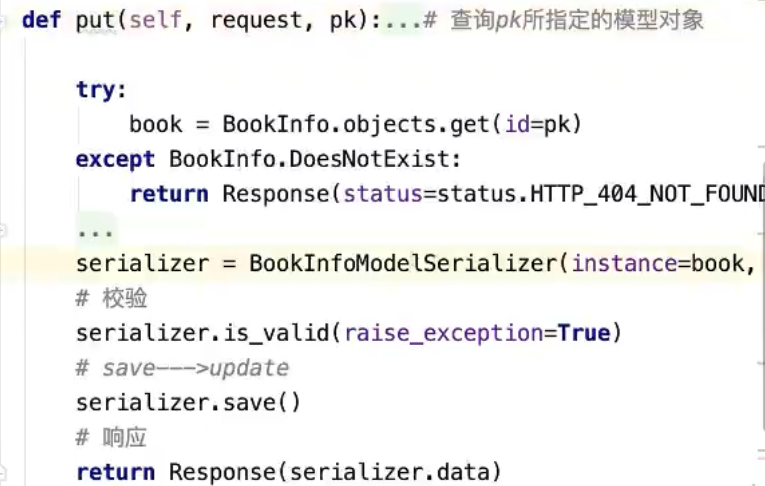 def put(self, request, pk):...# 查询pk所指定的模型对象
try:
book = BookInfo.objects.get(id=pk)
except BookInfo.DoesNotExist:
return Response(status=status.HTTP_404_NOT_FOUND
...
serializer = BookInfoModelSerializer(instance=book,
# 校验
serializer.is_valid(raise_exception=True)
# save--->update
serializer.save()
# 响应
return Response(serializer.data)